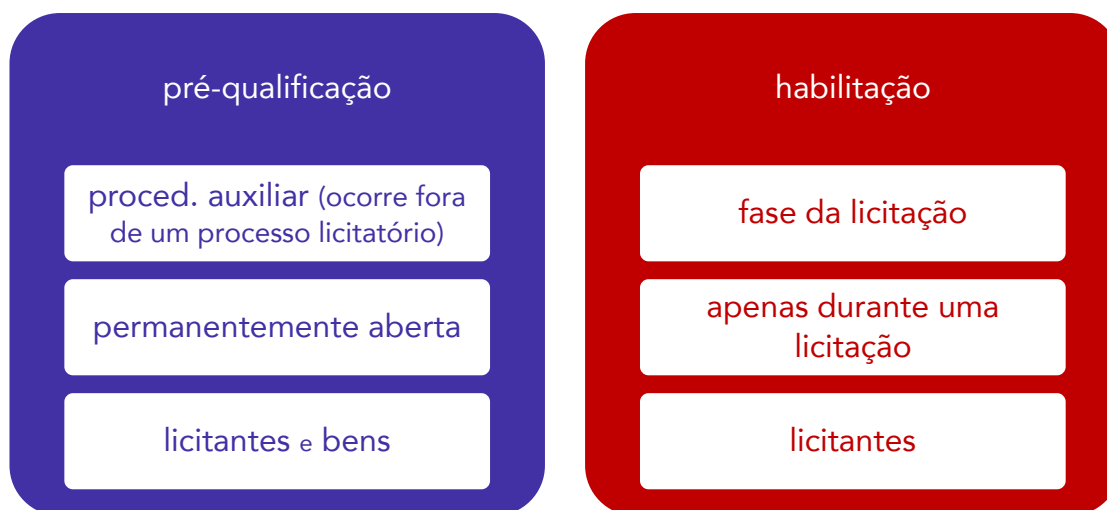 pré-qualificação
proced. auxiliar (ocorre fora
de um processo licitatório)
permanentemente aberta
licitantes e bens
habilitação
fase da licitação
apenas durante uma
licitação
licitantes